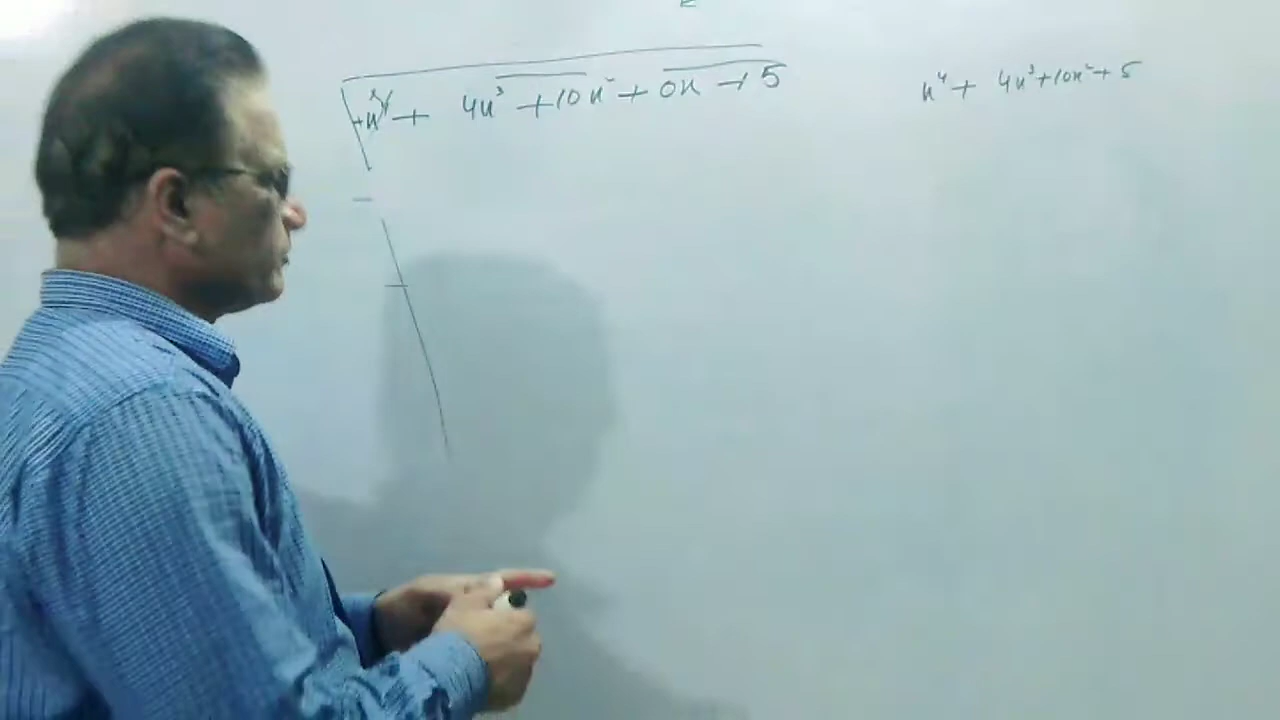 x⁴ + 4x³ + 10x² + 0x + 5
x⁴ + 4x³ + 10x² + 5